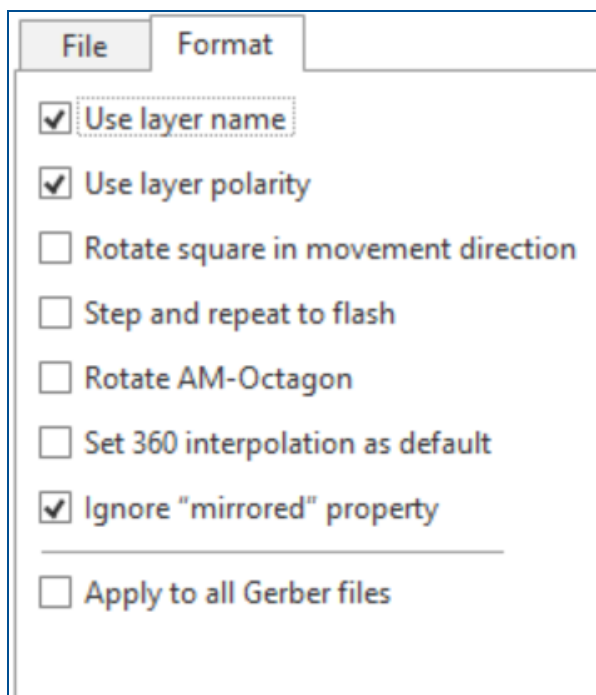 File
Format
Use layer name
Use layer polarity
Rotate square in movement direction
Step and repeat to flash
Rotate AM-Octagon
Set 360 interpolation as default
Ignore “mirrored” property
Apply to all Gerber files